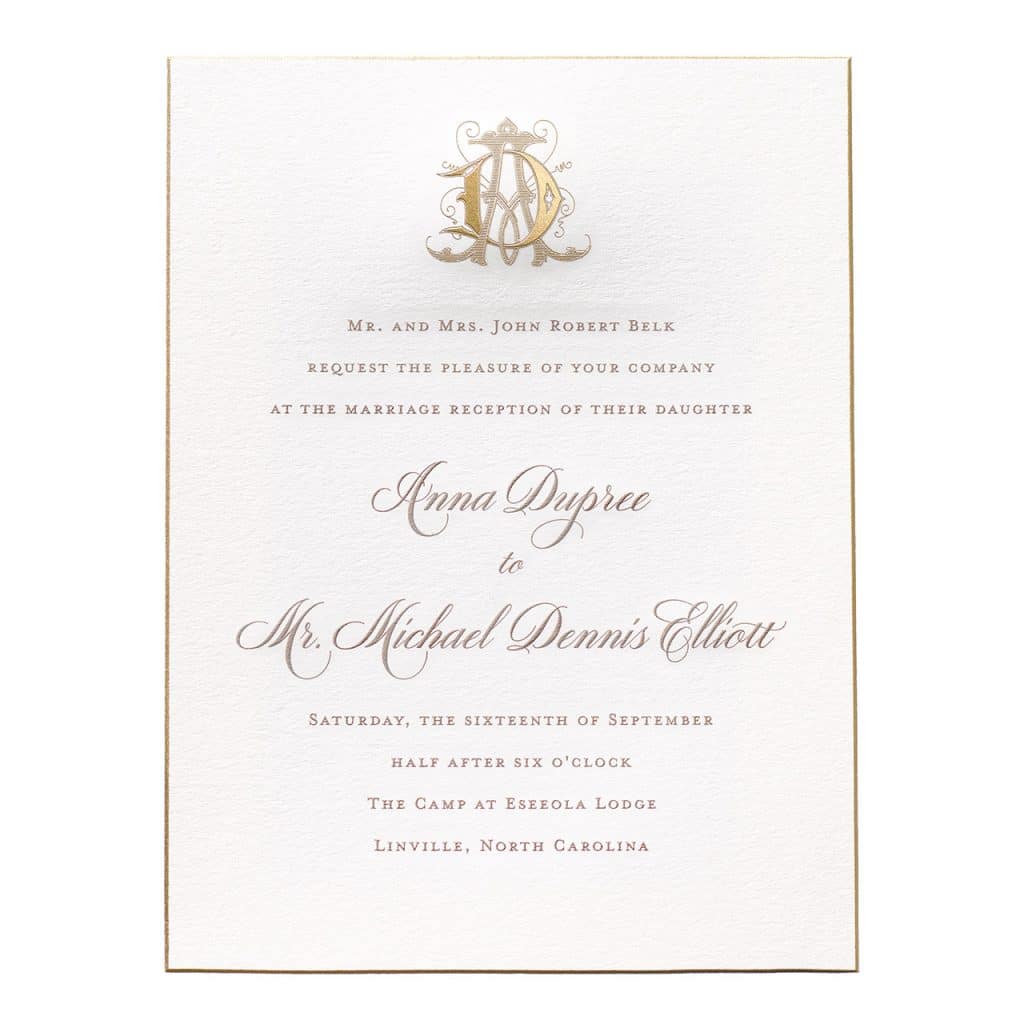 Mr. and Mrs. John Robert Belk
request the pleasure of your company
at the marriage reception of their daughter
Anna Dupree
to
Mr. Michael Dennis Elliott
Saturday, the sixteenth of September
half after six o'clock
The Camp at Eseeola Lodge
Linville, North Carolina